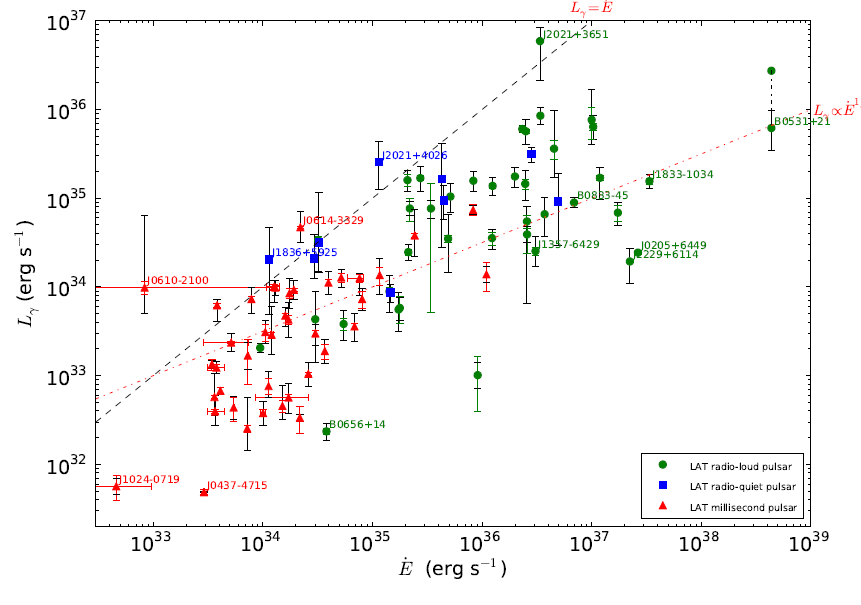 L_γ = Ė
10^37
J2021+3651
10^36
L_γ ∝ Ė^1
B0531+21
J2021+4026
J1833-1034
10^35
B0833-45
J0614-3329
J1836+5925
J1357-6429
J0205+6449
J2229+6114
J0610-2100
10^34
L_γ (erg s^−1)
10^33
B0656+14
10^32
J1024-0719
J0437-4715
LAT radio-loud pulsar
LAT radio-quiet pulsar
LAT millisecond pulsar
10^33 10^34 10^35 10^36 10^37 10^38 10^39
Ė (erg s^−1)